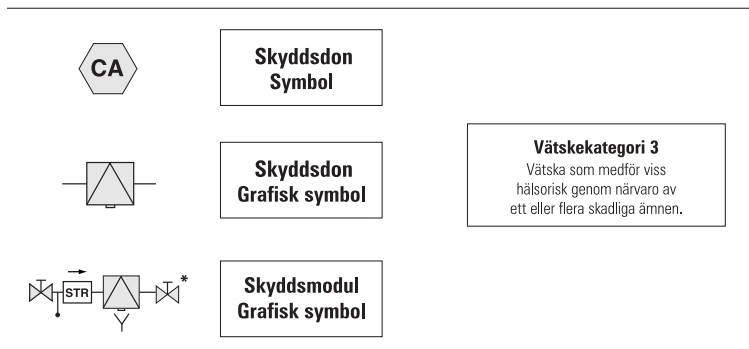 CA
Skyddsdon
Symbol
Skyddsdon
Grafisk symbol
Vätskekategori 3
Vätska som medför viss
hälsorisk genom närvaro av
ett eller flera skadliga ämnen.
STR
*
Skyddsmodul
Grafisk symbol